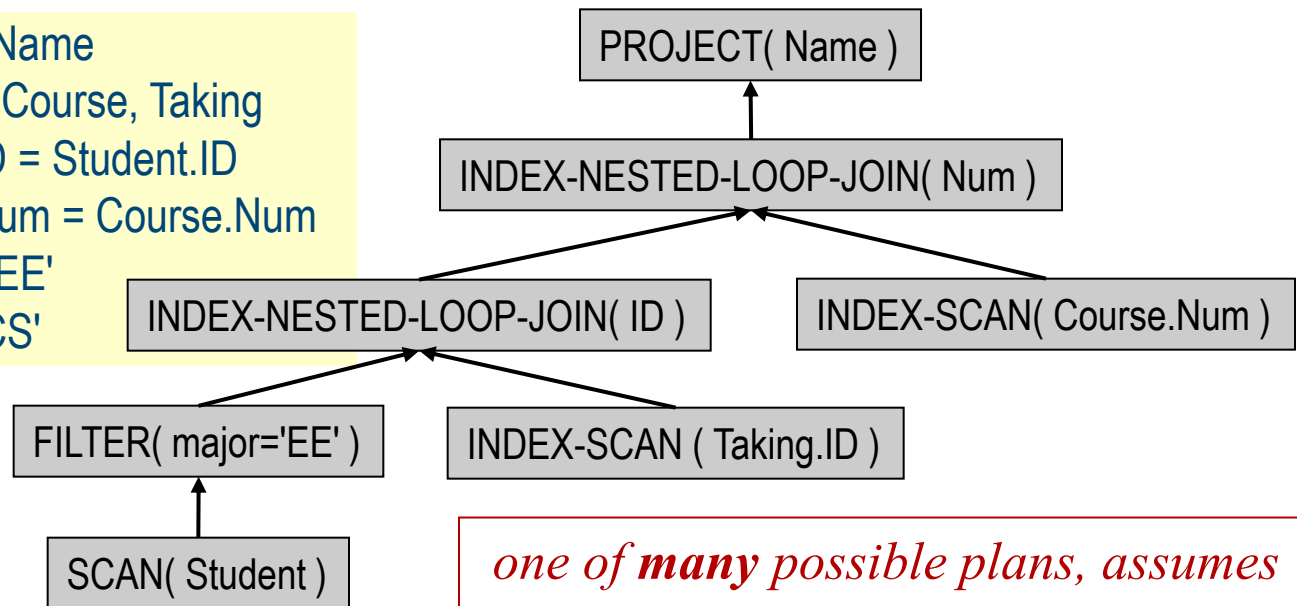 Name
Course, Taking
= Student.ID
= Course.Num
EE'
CS'
PROJECT( Name )
INDEX-NESTED-LOOP-JOIN( Num )
INDEX-NESTED-LOOP-JOIN( ID )
INDEX-SCAN( Course.Num )
FILTER( major='EE' )
INDEX-SCAN ( Taking.ID )
SCAN( Student )
one of many possible plans, assumes